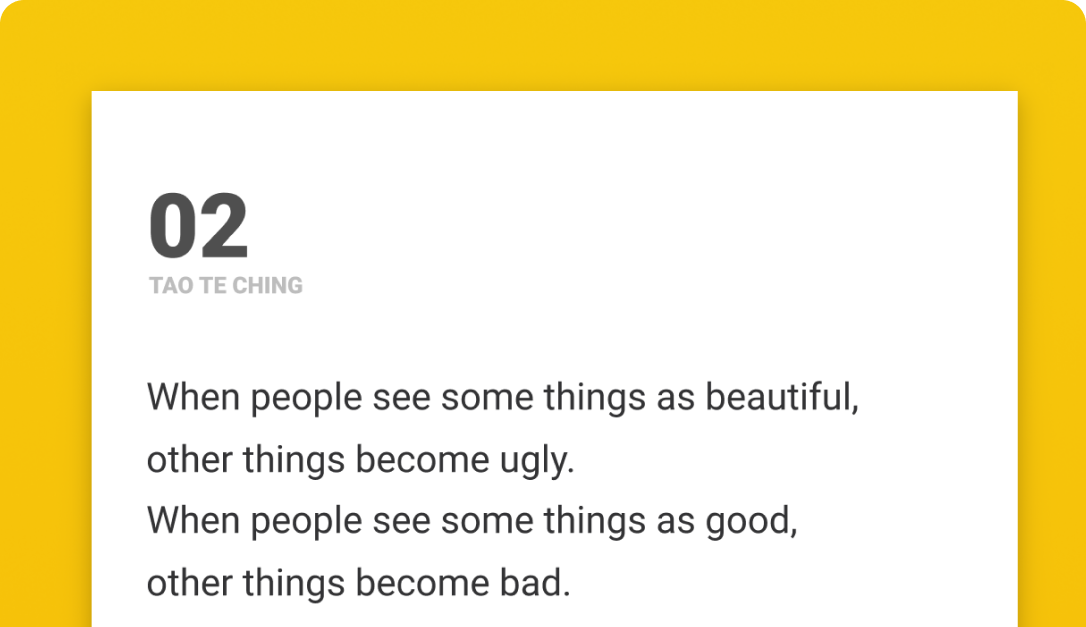 02
TAO TE CHING
When people see some things as beautiful,
other things become ugly.
When people see some things as good,
other things become bad.